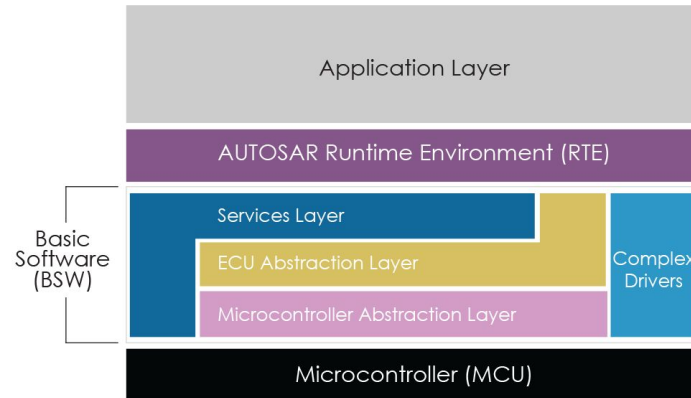 Application Layer
AUTOSAR Runtime Environment (RTE)
Basic
Software
(BSW)
Services Layer
ECU Abstraction Layer
Microcontroller Abstraction Layer
Complex
Drivers
Microcontroller (MCU)